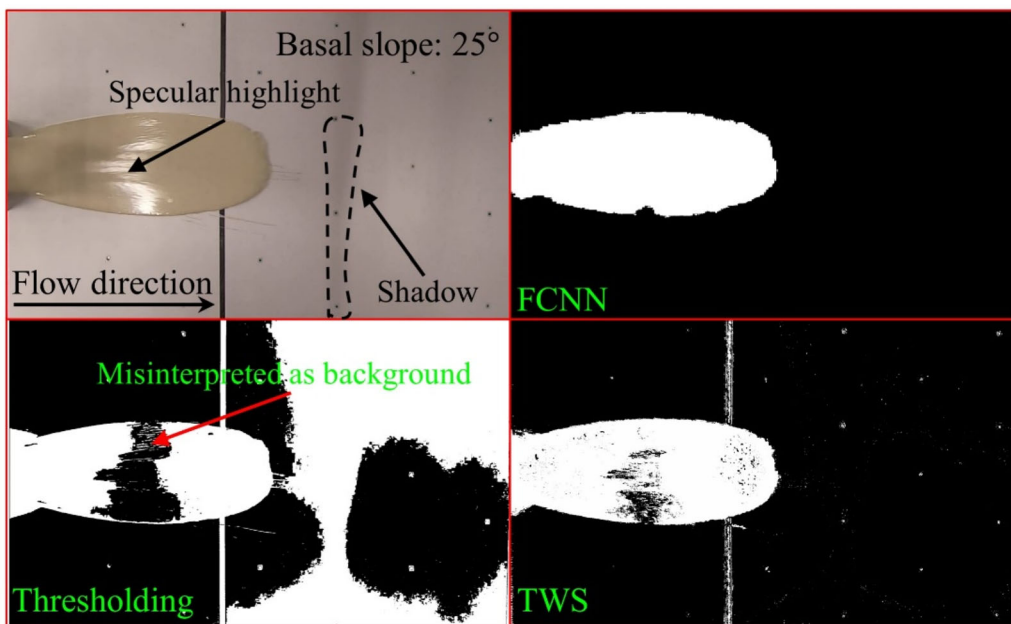 Basal slope: 25°
Specular highlight
Flow direction
Shadow
FCNN
Misinterpreted as background
Thresholding
TWS